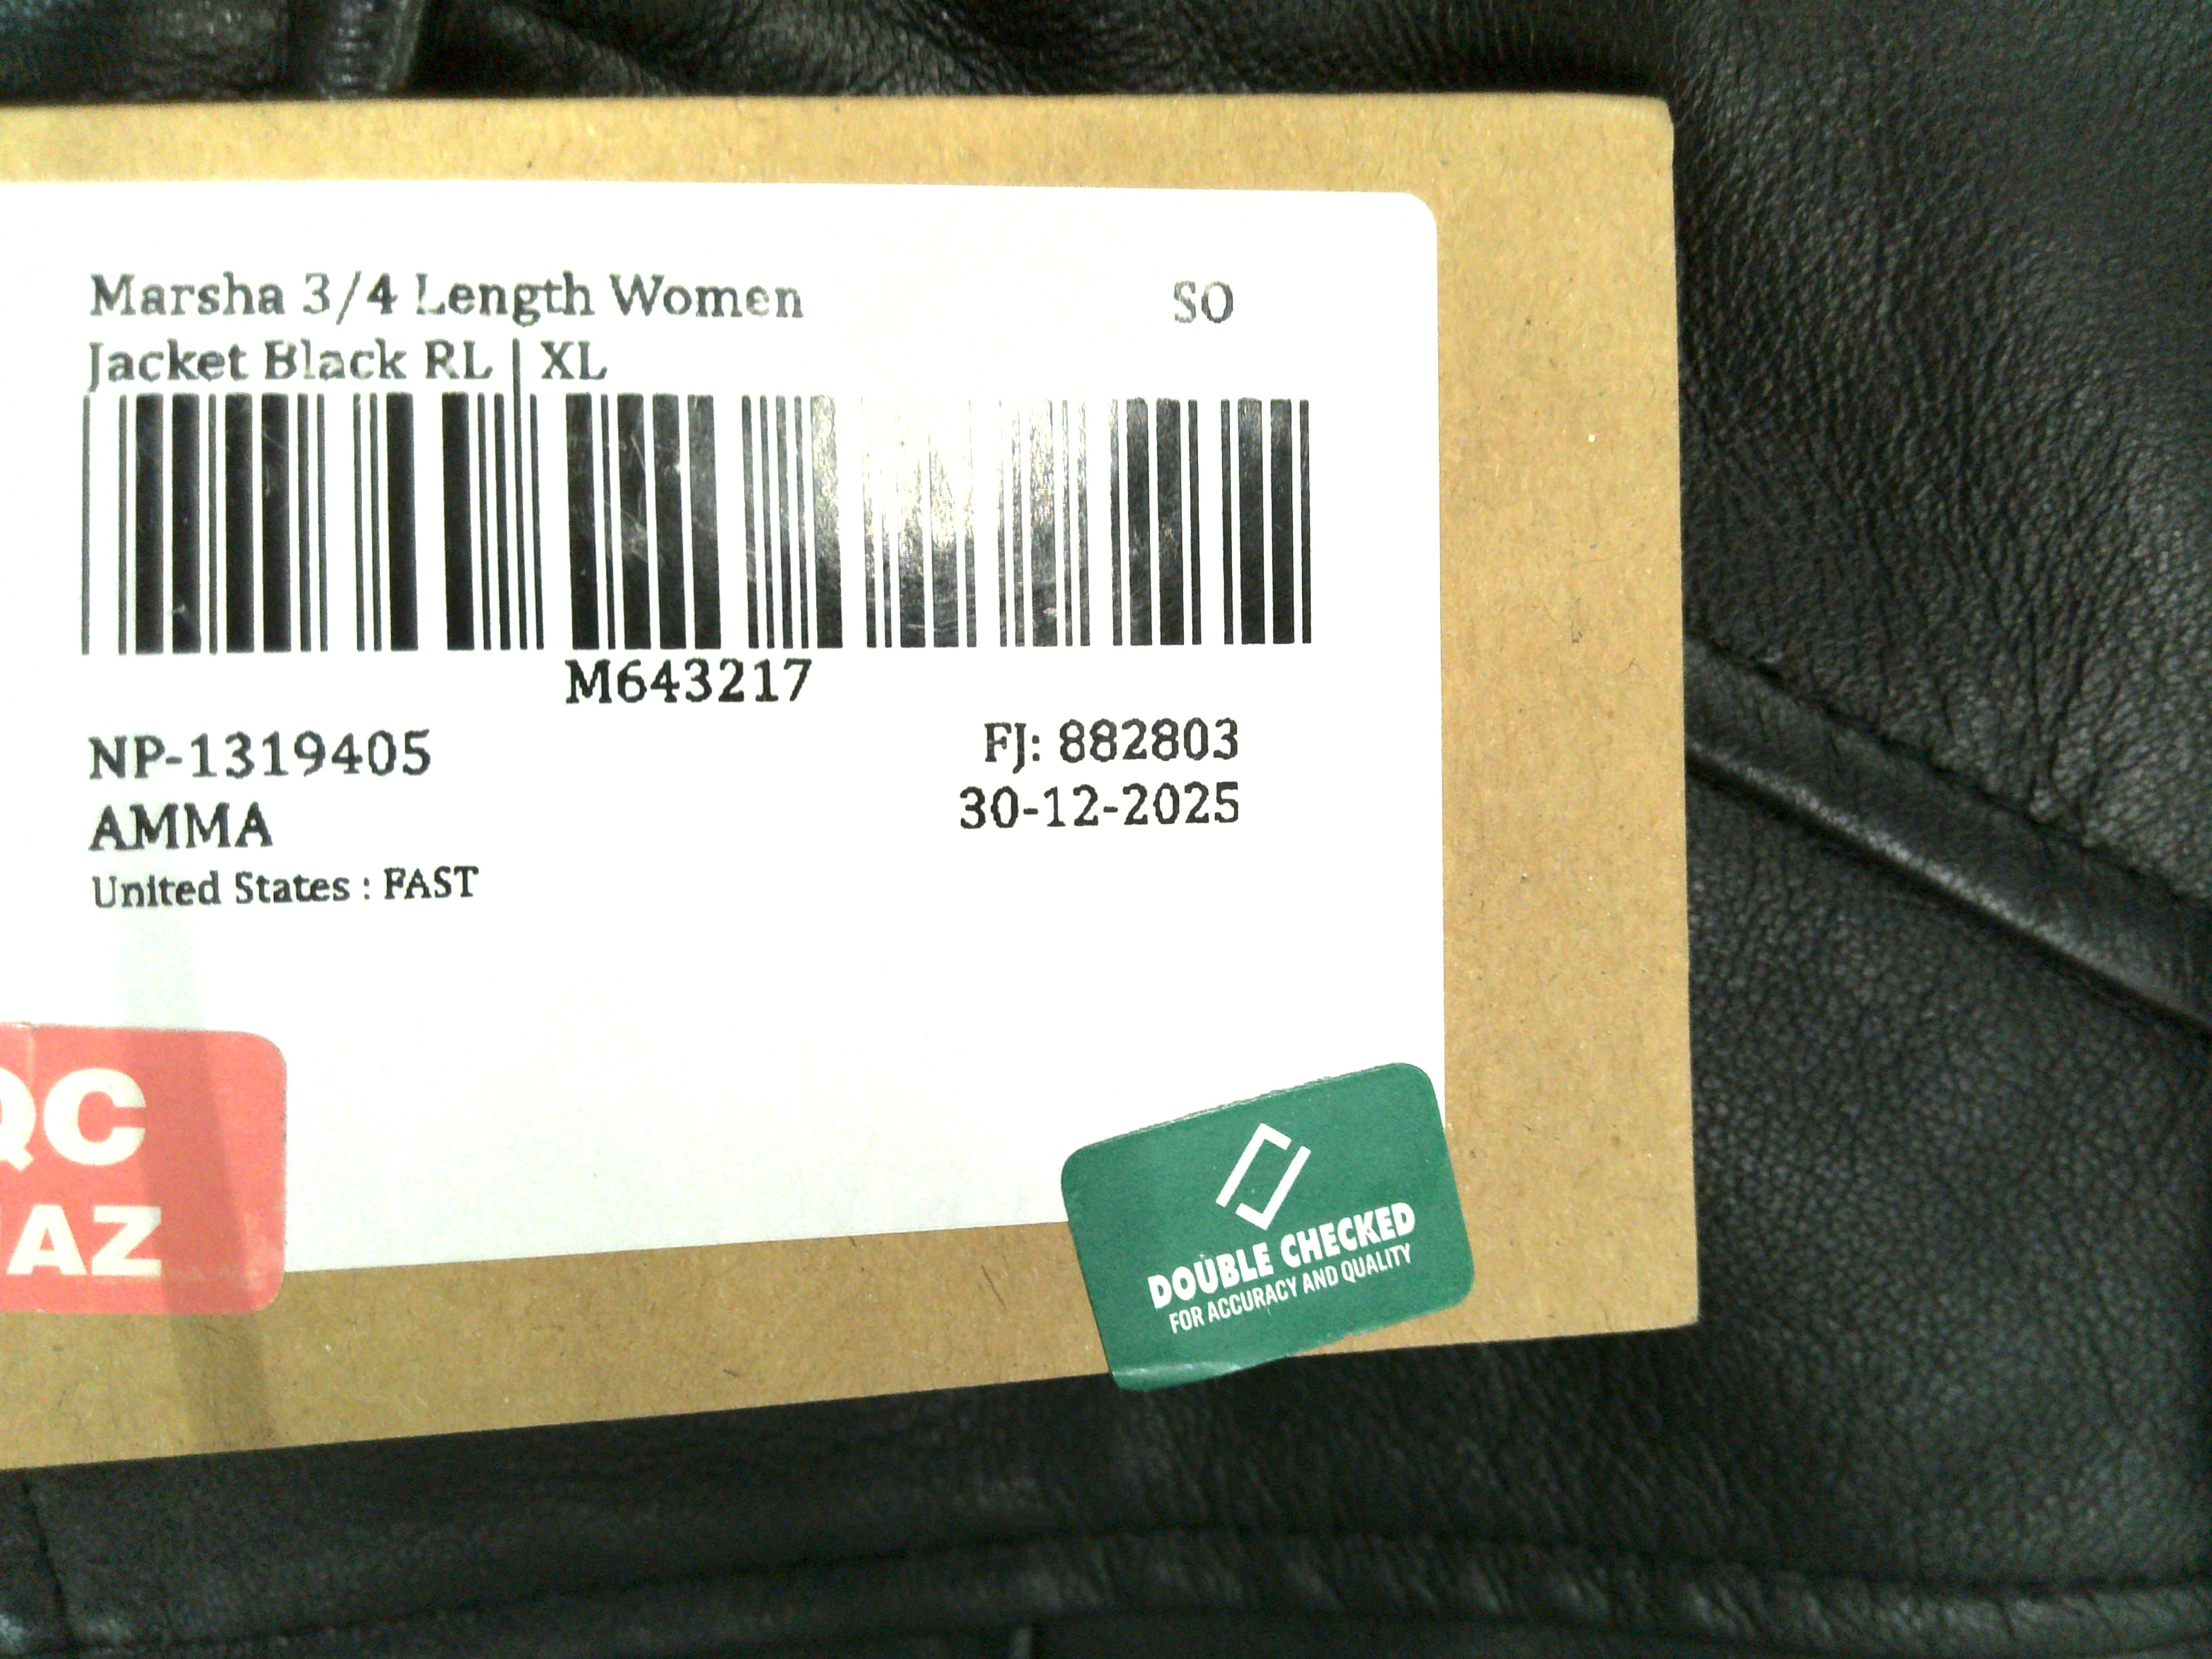 Marsha 3/4 Length Women
Jacket Black RL | XL
SO
M643217
NP-1319405
AMMA
United States : FAST
FJ: 882803
30-12-2025
QC
AZ
DOUBLE CHECKED
FOR ACCURACY AND QUALITY